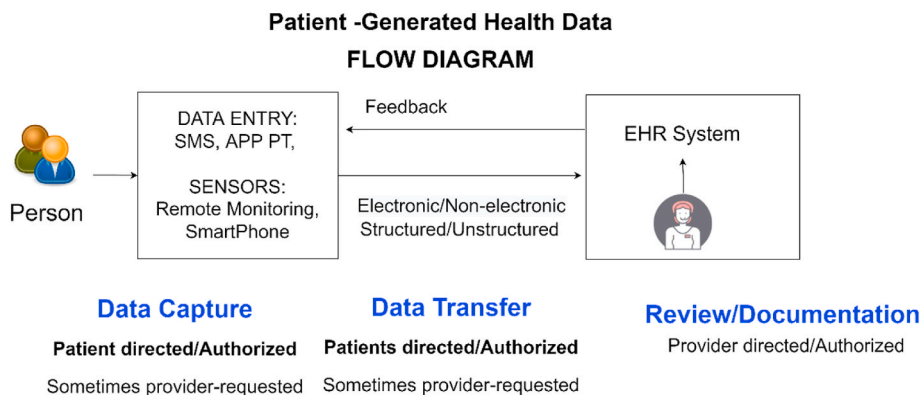 Patient -Generated Health Data
FLOW DIAGRAM
Person
DATA ENTRY:
SMS, APP PT,
SENSORS:
Remote Monitoring,
SmartPhone
Feedback
Electronic/Non-electronic
Structured/Unstructured
EHR System
Data Capture
Patient directed/Authorized
Sometimes provider-requested
Data Transfer
Patients directed/Authorized
Sometimes provider-requested
Review/Documentation
Provider directed/Authorized